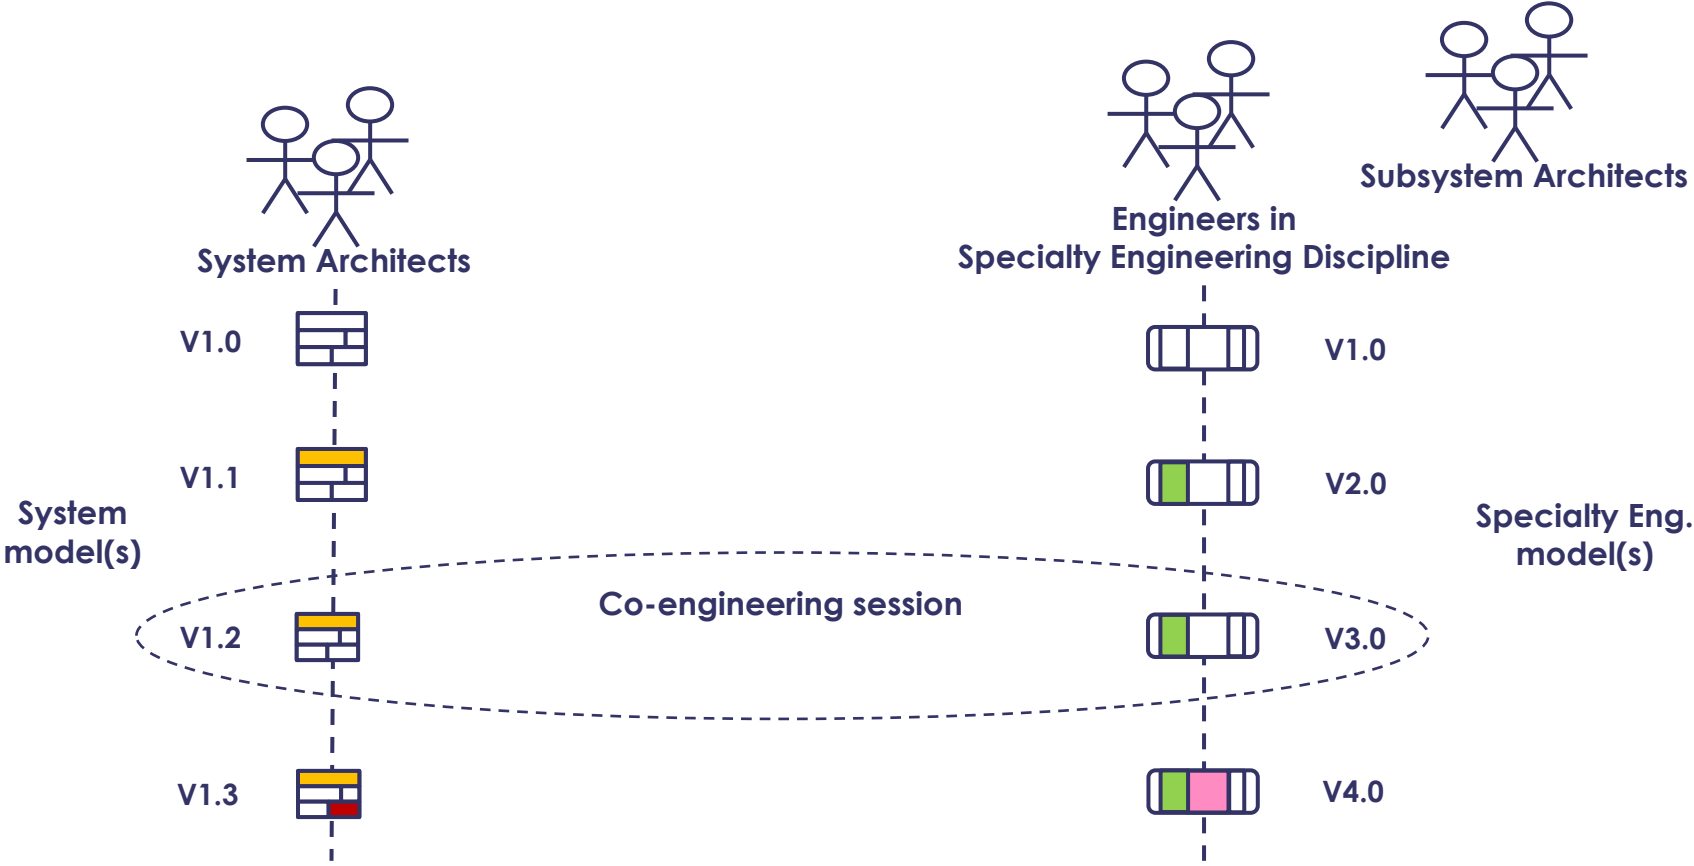 Subsystem Architects
Engineers in
Specialty Engineering Discipline
System Architects
V1.0
V1.0
V1.1
V2.0
System
model(s)
Specialty Eng.
model(s)
Co-engineering session
V1.2
V3.0
V1.3
V4.0